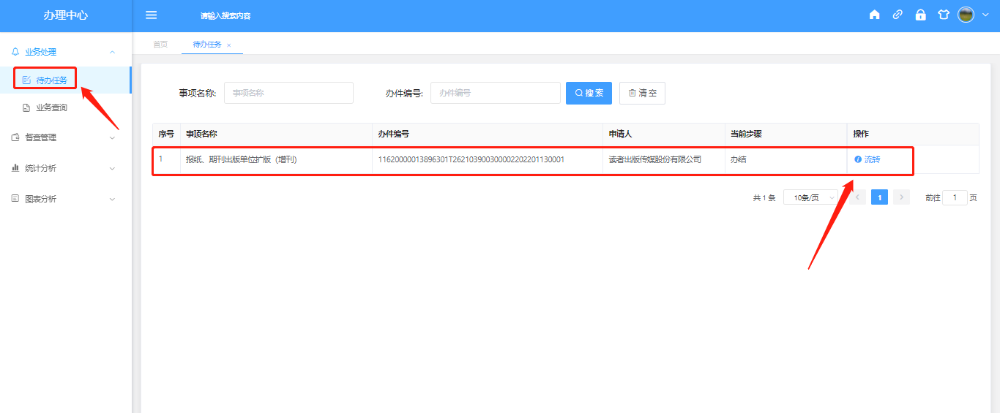 办理中心
请输入搜索内容
首页
待办任务 ×
业务处理
待办任务
业务查询
督查管理
统计分析
图表分析
事项名称: 事项名称 办件编号: 办件编号 搜索 清空
序号 事项名称 办件编号 申请人 当前步骤 操作
1 报纸、期刊出版单位扩版（增刊） 11620000013896301T262103900300002202201130001 读者出版传媒股份有限公司 办结 流转
共 1 条 10条/页 1 前往 1 页